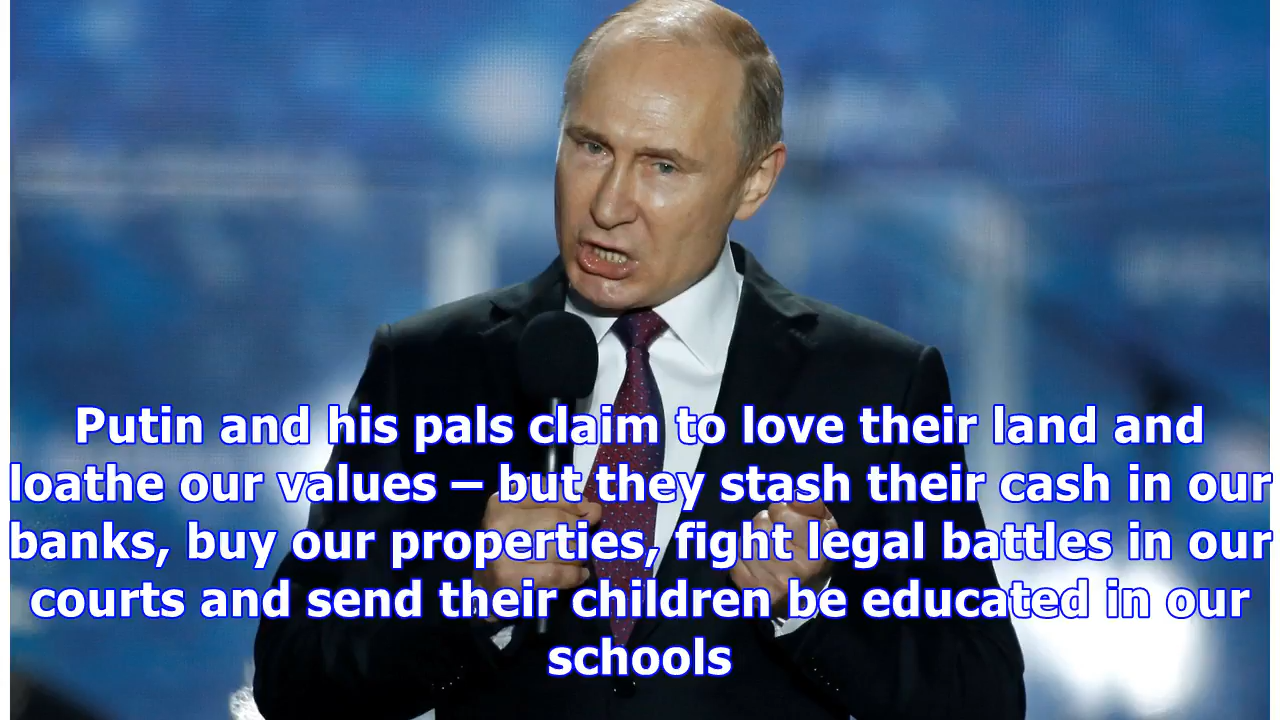 Putin and his pals claim to love their land and
loathe our values – but they stash their cash in our
banks, buy our properties, fight legal battles in our
courts and send their children be educated in our
schools